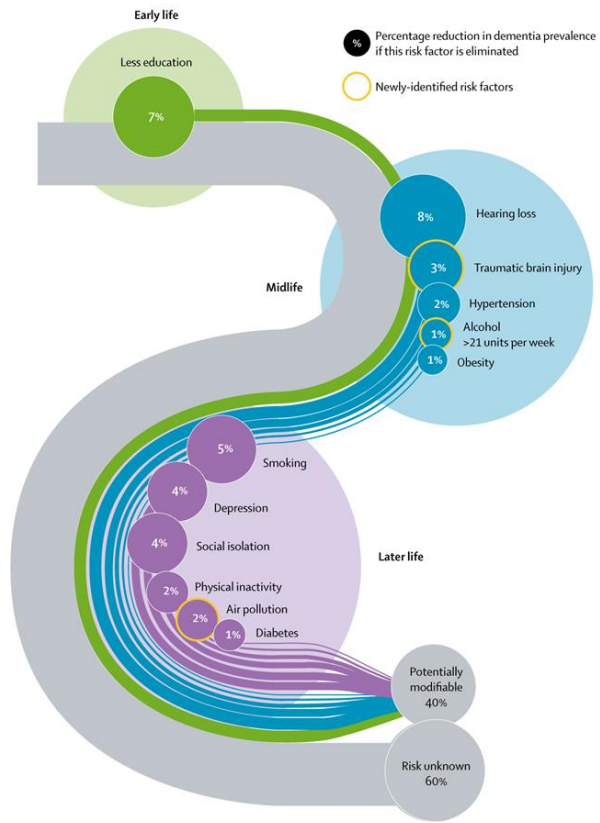 Early life
Less education
7%
%
Percentage reduction in dementia prevalence
if this risk factor is eliminated
Newly-identified risk factors
Midlife
8%
Hearing loss
3%
Traumatic brain injury
2%
Hypertension
1%
Alcohol
>21 units per week
1%
Obesity
5%
Smoking
4%
Depression
4%
Social isolation
Later life
2%
Physical inactivity
2%
Air pollution
1%
Diabetes
Potentially
modifiable
40%
Risk unknown
60%